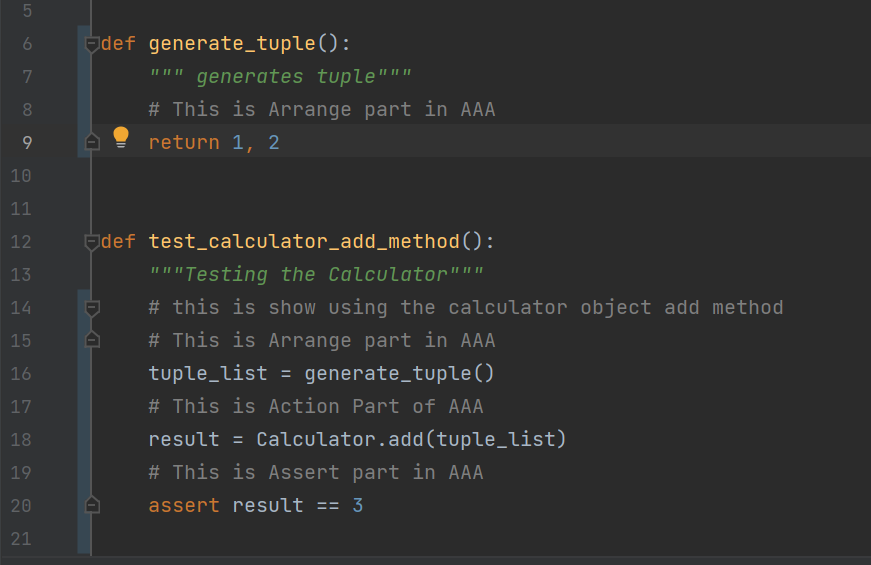 5
6 def generate_tuple():
7     """ generates tuple"""
8     # This is Arrange part in AAA
9     return 1, 2
10
11
12 def test_calculator_add_method():
13     """Testing the Calculator"""
14     # this is show using the calculator object add method
15     # This is Arrange part in AAA
16     tuple_list = generate_tuple()
17     # This is Action Part of AAA
18     result = Calculator.add(tuple_list)
19     # This is Assert part in AAA
20     assert result == 3
21